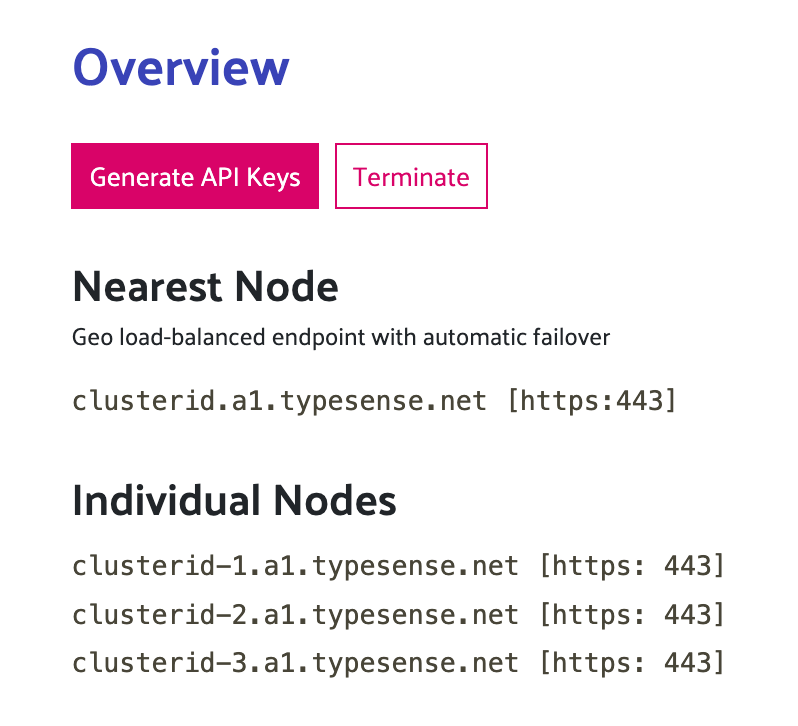 Overview
Generate API Keys Terminate
Nearest Node
Geo load-balanced endpoint with automatic failover
clusterid.a1.typesense.net [https:443]
Individual Nodes
clusterid-1.a1.typesense.net [https: 443]
clusterid-2.a1.typesense.net [https: 443]
clusterid-3.a1.typesense.net [https: 443]